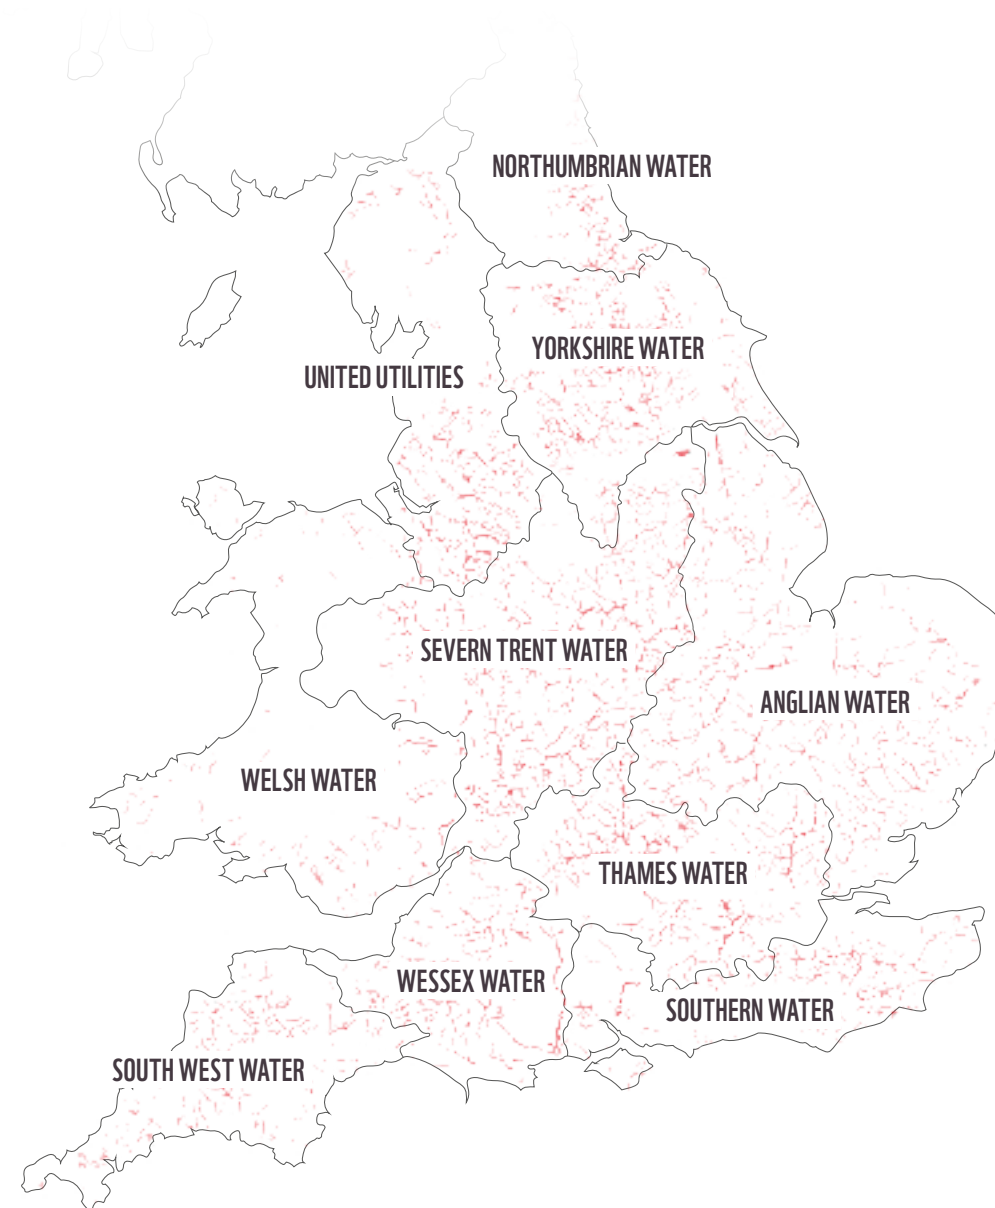 NORTHUMBRIAN WATER
YORKSHIRE WATER
UNITED UTILITIES
SEVERN TRENT WATER
ANGLIAN WATER
WELSH WATER
THAMES WATER
WESSEX WATER
SOUTHERN WATER
SOUTH WEST WATER